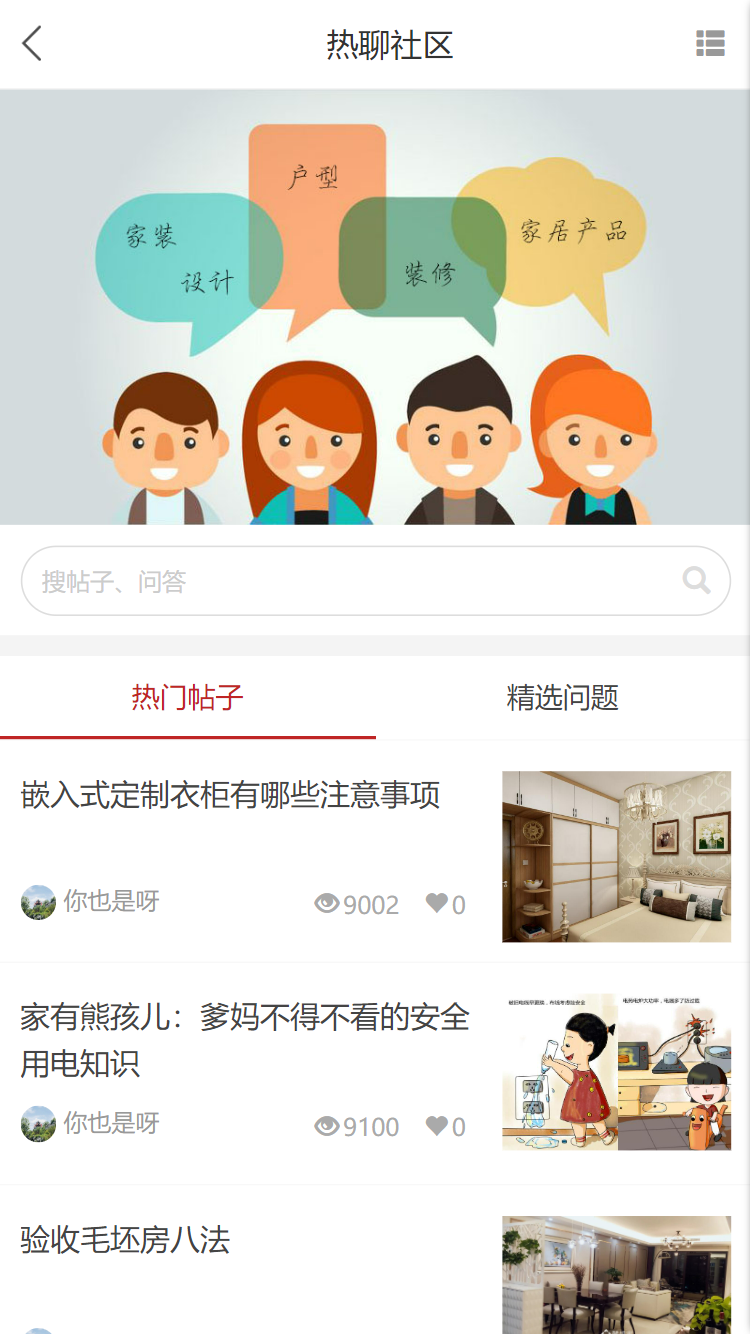 热聊社区
户型
家装
设计
装修
家居产品
搜帖子、问答
热门帖子
精选问题
嵌入式定制衣柜有哪些注意事项
你也是呀
9002
0
家有熊孩儿：爹妈不得不看的安全
用电知识
你也是呀
9100
0
验收毛坯房八法